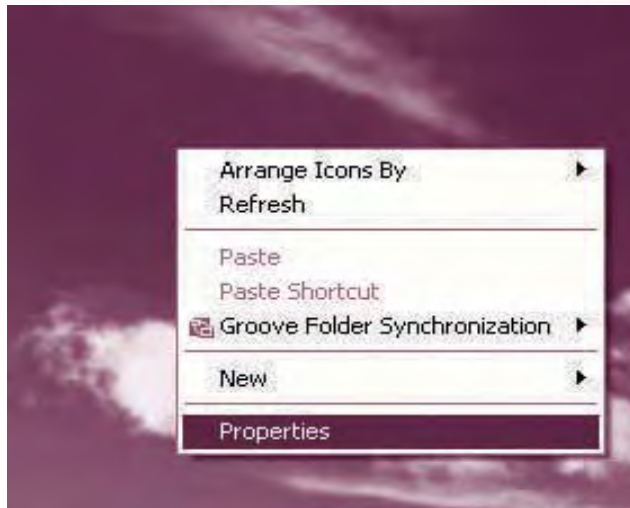 Arrange Icons By
Refresh
Paste
Paste Shortcut
Groove Folder Synchronization
New
Properties